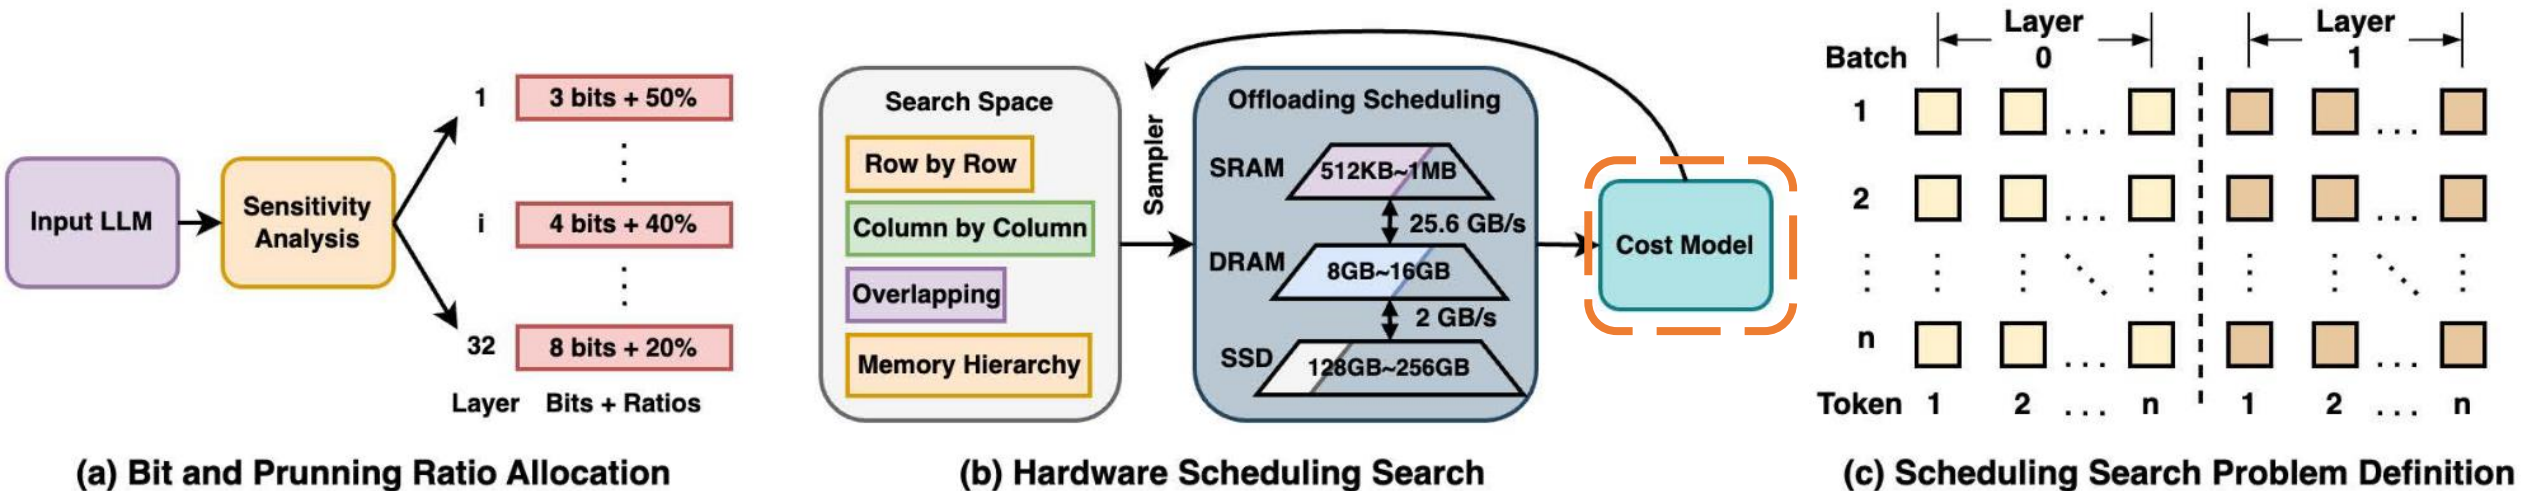 Input LLM
Sensitivity
Analysis
1
3 bits + 50%
i
4 bits + 40%
32
8 bits + 20%
Layer
Bits + Ratios
(a) Bit and Prunning Ratio Allocation
Search Space
Row by Row
Column by Column
Overlapping
Memory Hierarchy
Sampler
Offloading Scheduling
SRAM
512KB~1MB
25.6 GB/s
DRAM
8GB~16GB
2 GB/s
SSD
128GB~256GB
Cost Model
(b) Hardware Scheduling Search
Layer
0
Layer
1
Batch
1
...
...
2
...
...
n
...
...
Token 1 2 ... n 1 2 ... n
(c) Scheduling Search Problem Definition